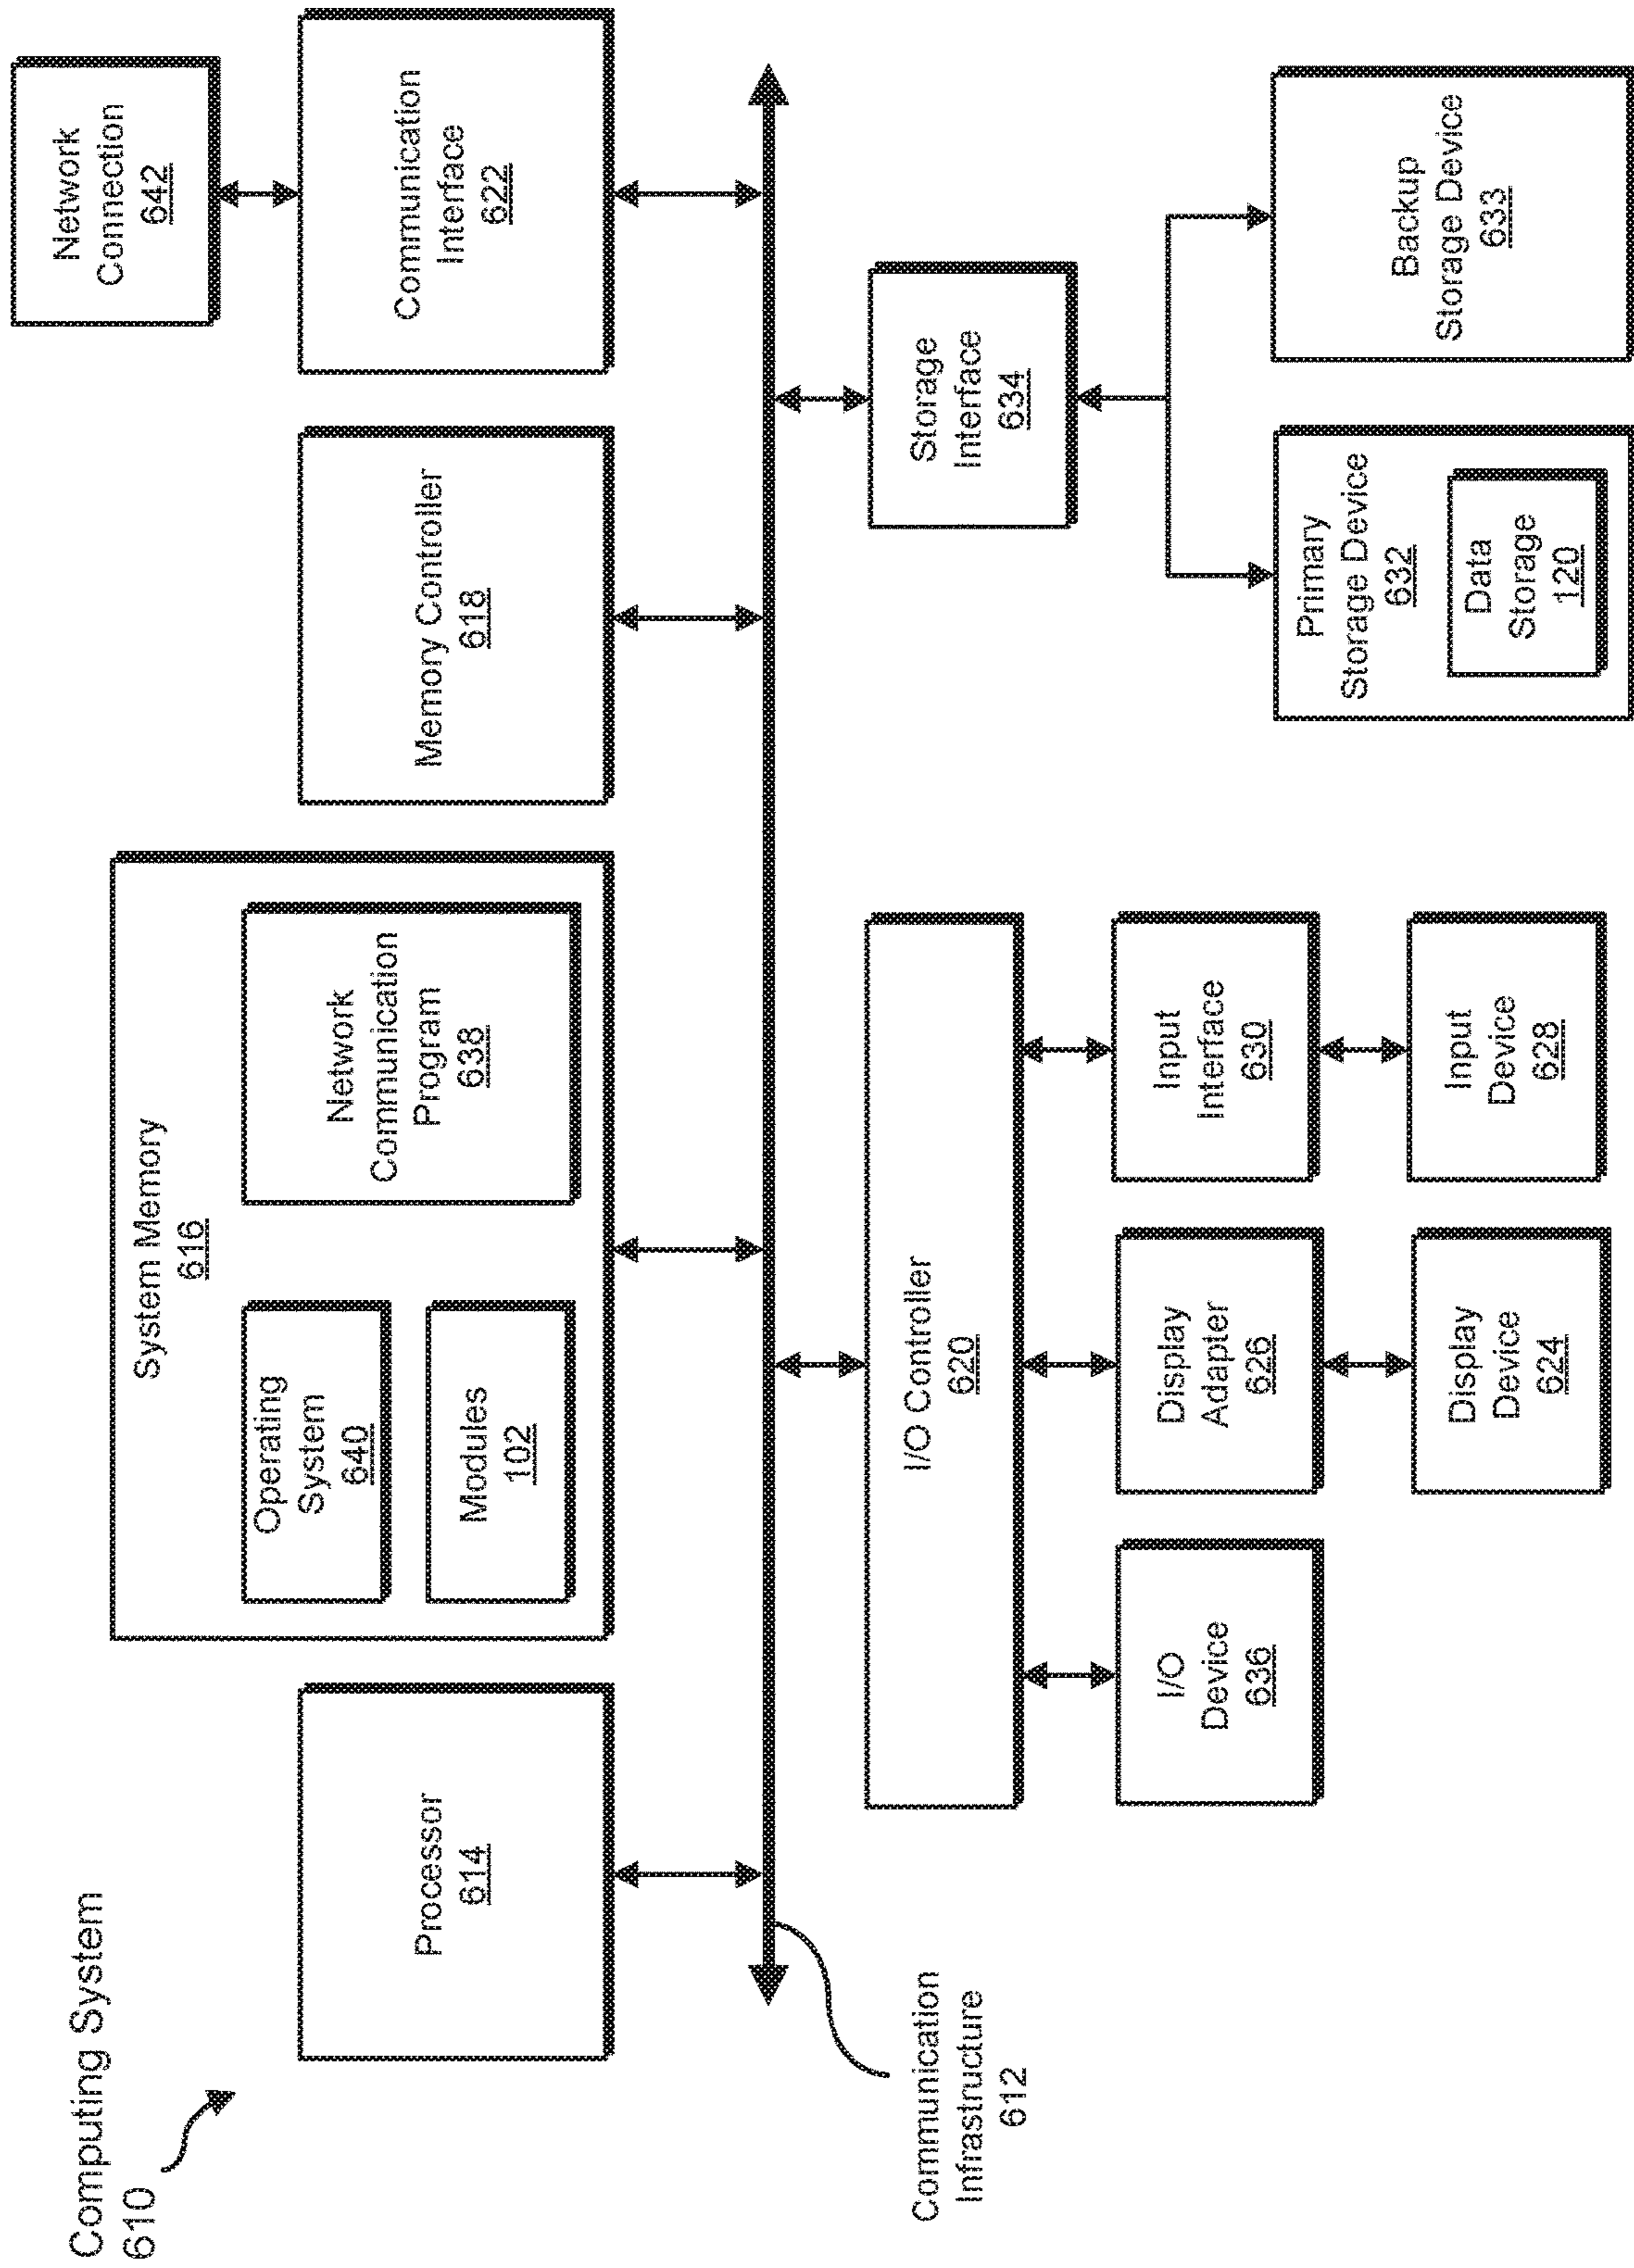 Computing System
610
Processor
614
System Memory
616
Operating
System
640
Modules
102
Network
Communication
Program
638
Memory Controller
618
Communication
Interface
622
Network
Connection
642
Communication
Infrastructure
612
I/O Controller
620
I/O
Device
636
Display
Adapter
626
Display
Device
624
Input
Interface
630
Input
Device
628
Storage
Interface
634
Primary
Storage Device
632
Data
Storage
120
Backup
Storage Device
633